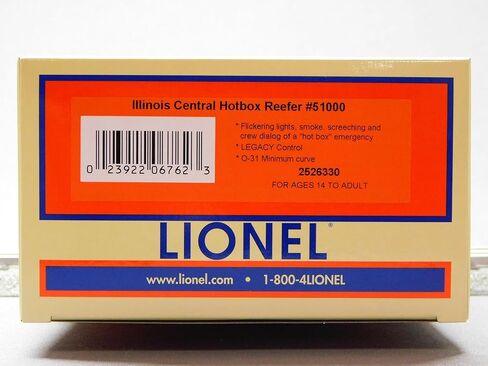 Illinois Central Hotbox Reefer #51000
* Flickering lights, smoke, screeching and
crew dialog of a "hot box" emergency
* LEGACY Control
* O-31 Minimum curve
0 23922 06762 3
2526330
FOR AGES 14 TO ADULT
LIONEL®
www.lionel.com • 1-800-4LIONEL